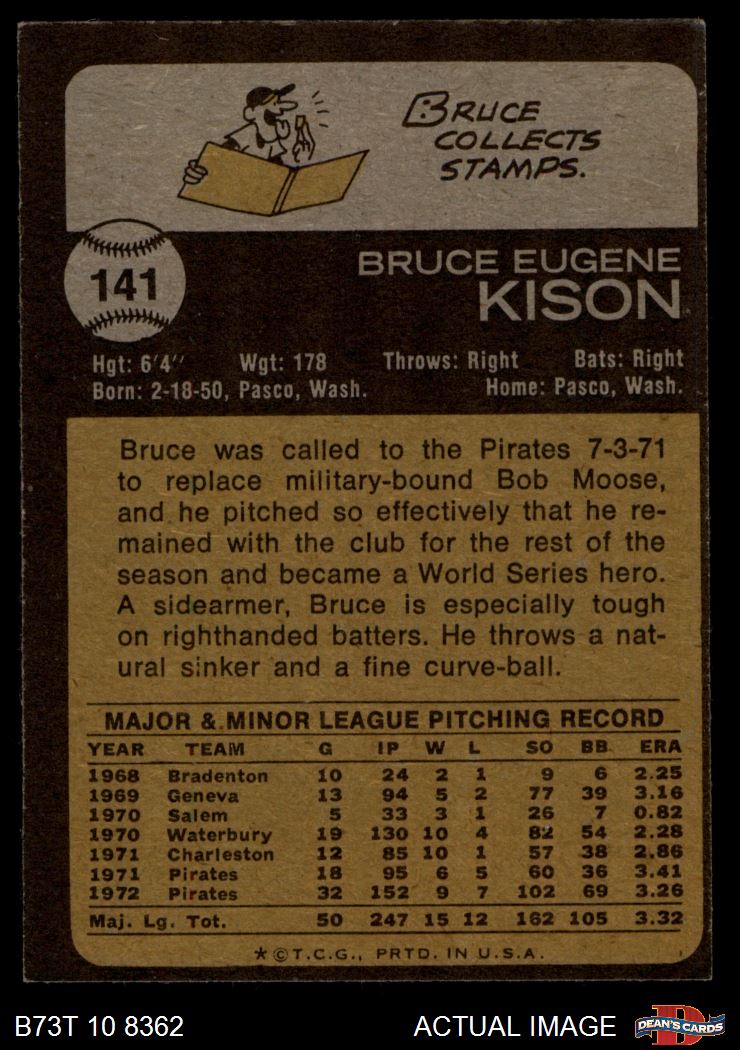 BRUCE
COLLECTS
STAMPS.
141
BRUCE EUGENE
KISON
Hgt: 6'4" Wgt: 178 Throws: Right Bats: Right
Born: 2-18-50, Pasco, Wash. Home: Pasco, Wash.
Bruce was called to the Pirates 7-3-71
to replace military-bound Bob Moose,
and he pitched so effectively that he re-
mained with the club for the rest of the
season and became a World Series hero.
A sidearmer, Bruce is especially tough
on righthanded batters. He throws a nat-
ural sinker and a fine curve-ball.
MAJOR & MINOR LEAGUE PITCHING RECORD
YEAR TEAM G IP W L SO BB ERA
1968 Bradenton 10 24 2 1 9 6 2.25
1969 Geneva 13 94 5 2 77 39 3.16
1970 Salem 5 33 3 1 26 7 0.82
1970 Waterbury 19 130 10 4 82 54 2.28
1971 Charleston 12 85 10 1 57 38 2.86
1971 Pirates 18 95 6 5 60 36 3.41
1972 Pirates 32 152 9 7 102 69 3.26
Maj. Lg. Tot. 50 247 15 12 162 105 3.32
*©T.C.G., PRTD. IN U.S.A.
B73T 10 8362 ACTUAL IMAGE D DEAN'S CARDS